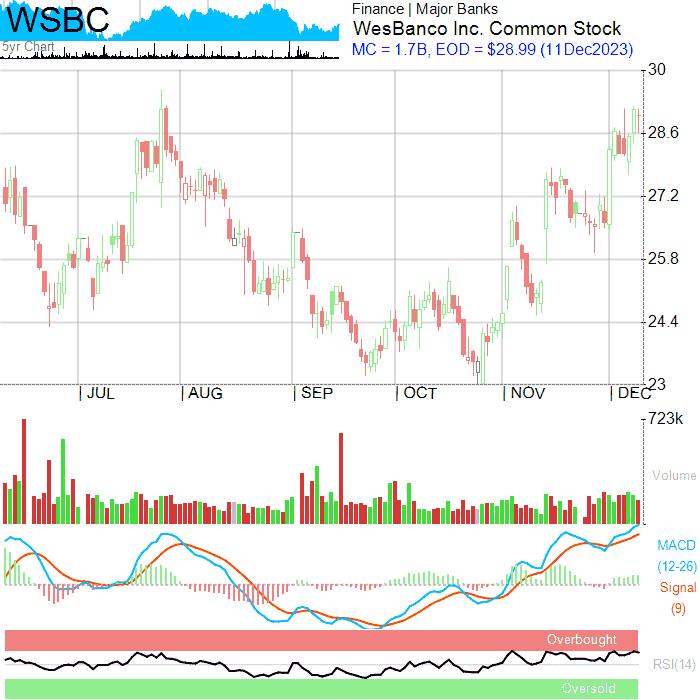 WSBC
5yr Chart
Finance | Major Banks
WesBanco Inc. Common Stock
MC = 1.7B, EOD = $28.99 (11Dec2023)
30
28.6
27.2
25.8
24.4
23
JUL
AUG
SEP
OCT
NOV
DEC
723k
Volume
MACD
(12-26)
Signal
(9)
Overbought
RSI(14)
Oversold